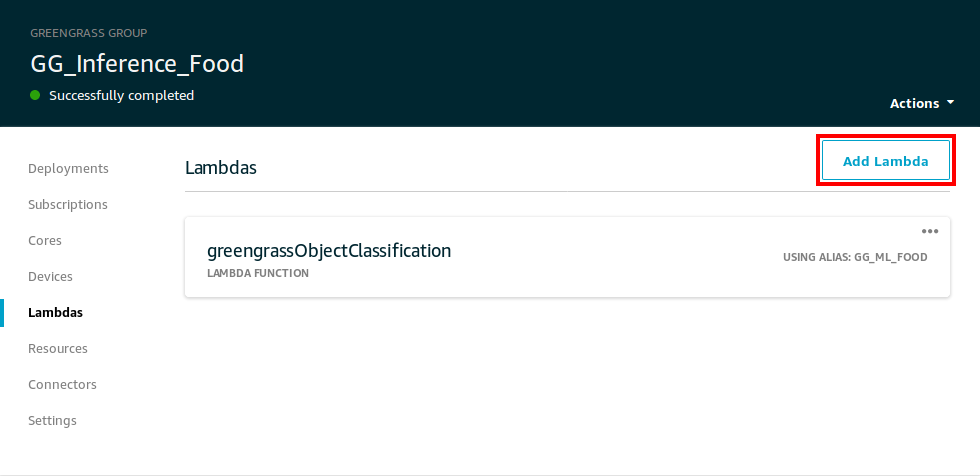 GREENGRASS GROUP
GG_Inference_Food
Successfully completed
Actions
Deployments
Subscriptions
Cores
Devices
Lambdas
Resources
Connectors
Settings
Lambdas
Add Lambda
greengrassObjectClassification
LAMBDA FUNCTION
USING ALIAS: GG_ML_FOOD